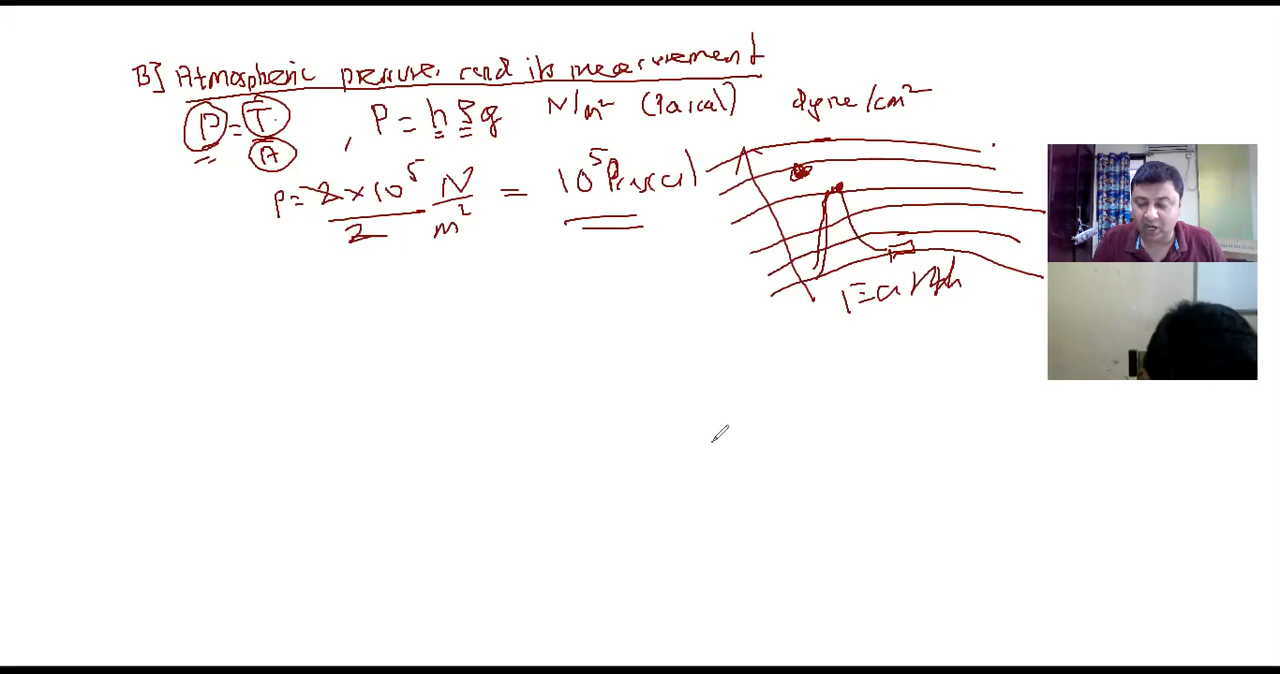 B] Atmospheric pressure and its measurement
P = T/A , P = hρg N/m² (Pascal) dyne/cm²
P = 2 × 10⁵/2 N/m² = 10⁵ Pascal
Earth